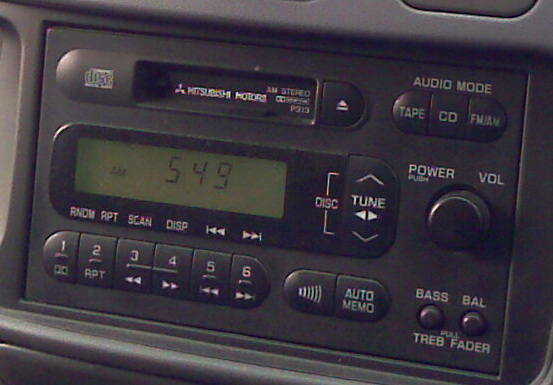 AUDIO MODE
disc
MITSUBISHI MOTORS
AM STEREO
P313
TAPE CD FM/AM
AM 549
DISC
TUNE
POWER
PUSH
VOL
RNDM RPT SCAN DISP
1 2 3 4 5 6
RPT
AUTO
MEMO
BASS BAL
PULL
TREB FADER